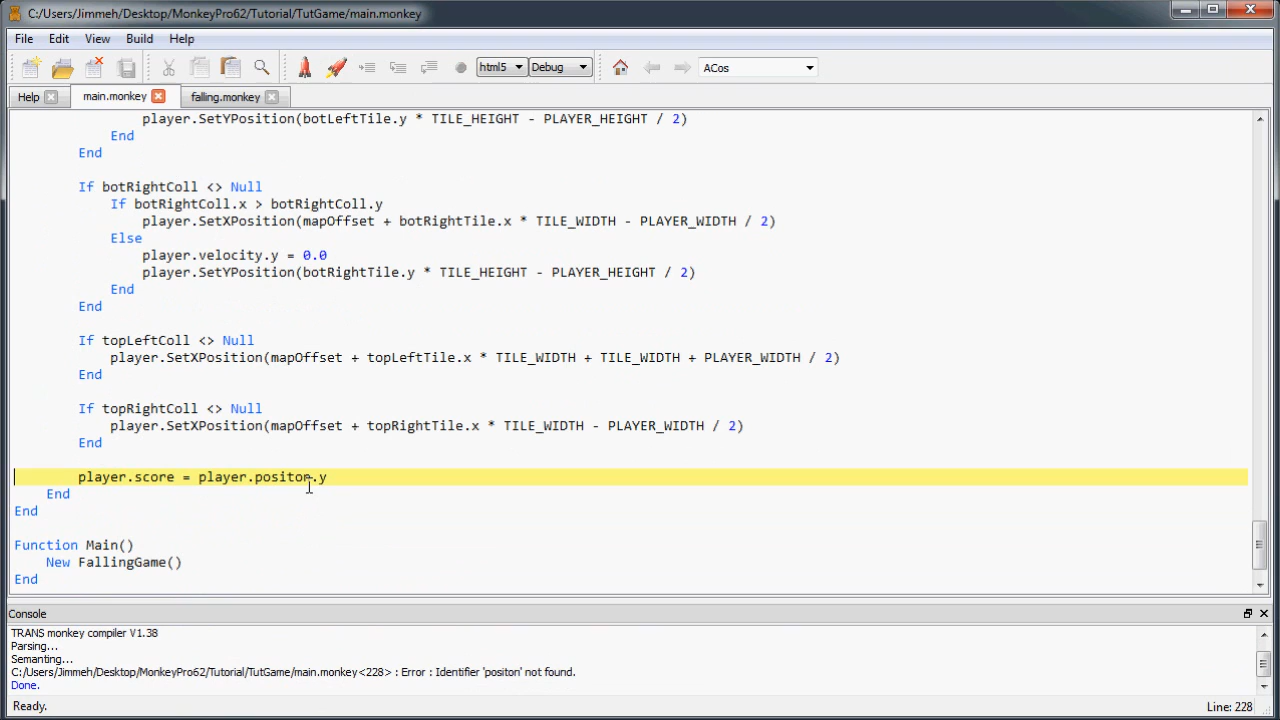 C:/Users/Jimmeh/Desktop/MonkeyPro62/Tutorial/TutGame/main.monkey
File Edit View Build Help
html5 Debug ACos
Help main.monkey falling.monkey
player.SetYPosition(botLeftTile.y * TILE_HEIGHT - PLAYER_HEIGHT / 2)
End
End
If botRightColl <> Null
If botRightColl.x > botRightColl.y
player.SetXPosition(mapOffset + botRightTile.x * TILE_WIDTH - PLAYER_WIDTH / 2)
Else
player.velocity.y = 0.0
player.SetYPosition(botRightTile.y * TILE_HEIGHT - PLAYER_HEIGHT / 2)
End
End
If topLeftColl <> Null
player.SetXPosition(mapOffset + topLeftTile.x * TILE_WIDTH + TILE_WIDTH + PLAYER_WIDTH / 2)
End
If topRightColl <> Null
player.SetXPosition(mapOffset + topRightTile.x * TILE_WIDTH - PLAYER_WIDTH / 2)
End
player.score = player.positon.y
End
End
Function Main()
New FallingGame()
End
Console
TRANS monkey compiler V1.38
Parsing...
Semanting...
C:/Users/Jimmeh/Desktop/MonkeyPro62/Tutorial/TutGame/main.monkey<228> : Error : Identifier 'positon' not found.
Done.
Ready. Line: 228